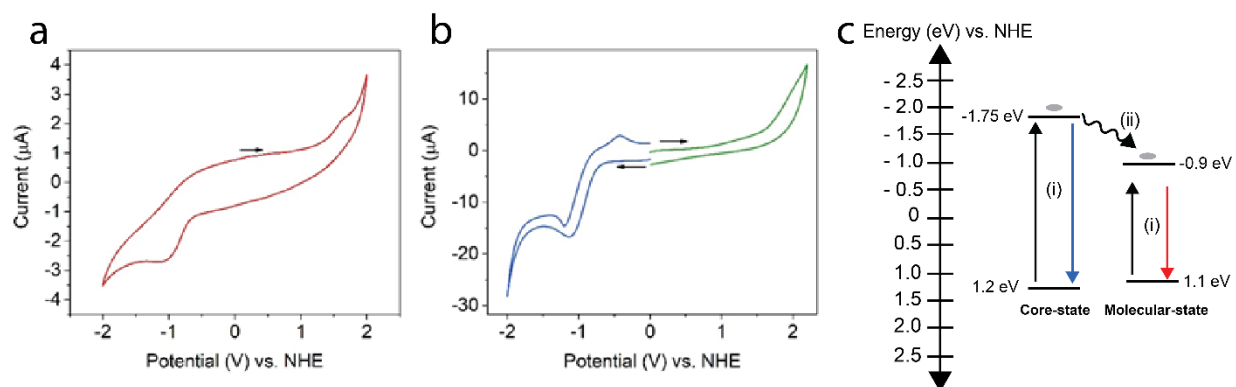 a
4
3
2
1
0
-1
-2
-3
-4
Current (µA)
-2
-1
0
1
2
Potential (V) vs. NHE
b
10
0
-10
-20
-30
Current (µA)
-2
-1
0
1
2
Potential (V) vs. NHE
c
Energy (eV) vs. NHE
- 2.5
- 2.0
- 1.5
- 1.0
- 0.5
0
0.5
1.0
1.5
2.0
2.5
-1.75 eV
(ii)
-0.9 eV
(i)
(i)
1.2 eV
1.1 eV
Core-state
Molecular-state